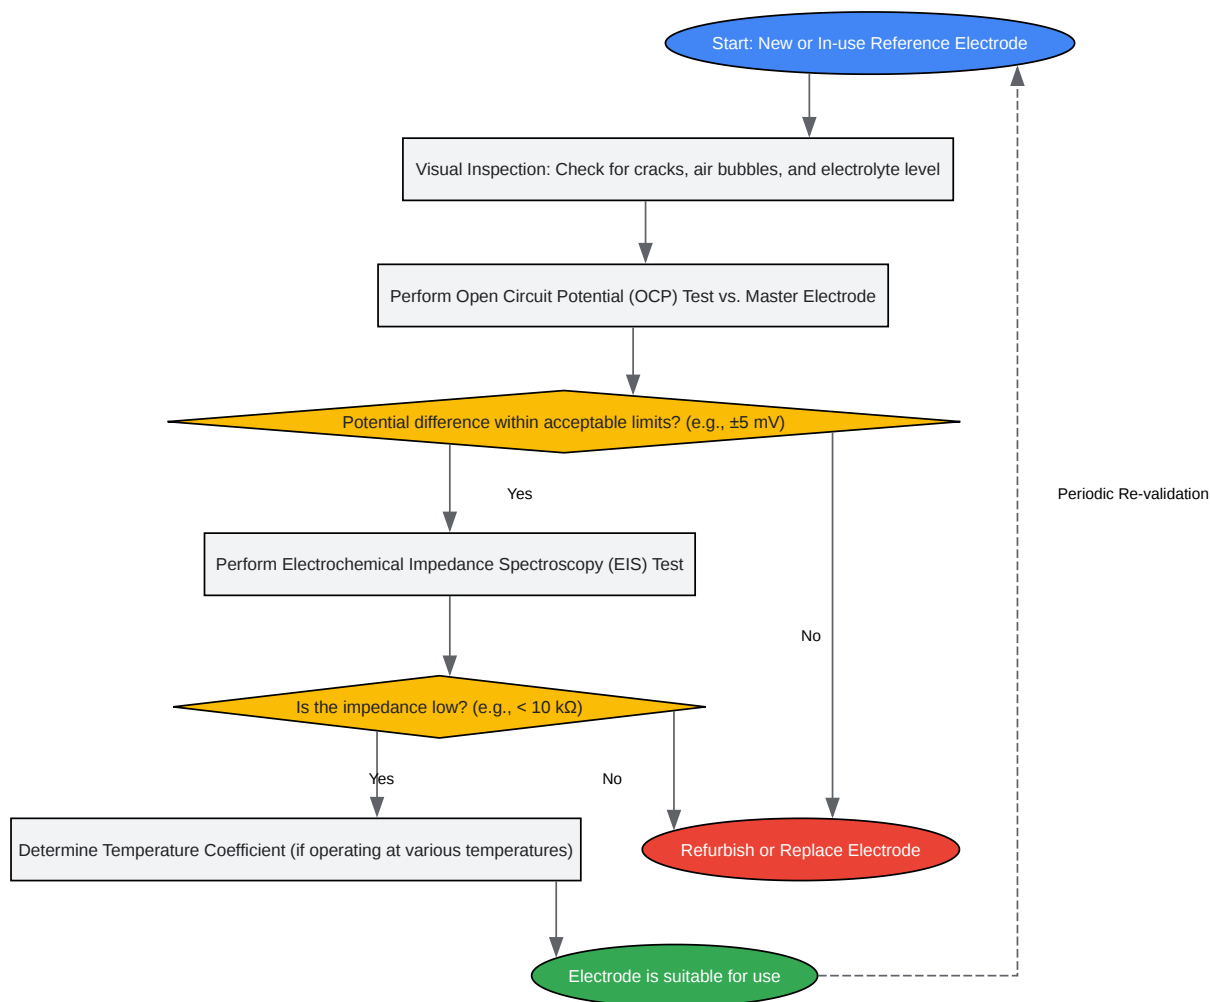 Start: New or In-use Reference Electrode
Visual Inspection: Check for cracks, air bubbles, and electrolyte level
Perform Open Circuit Potential (OCP) Test vs. Master Electrode
Potential difference within acceptable limits? (e.g., ±5 mV)
Yes
Periodic Re-validation
Perform Electrochemical Impedance Spectroscopy (EIS) Test
No
Is the impedance low? (e.g., < 10 kΩ)
Yes
No
Determine Temperature Coefficient (if operating at various temperatures)
Refurbish or Replace Electrode
Electrode is suitable for use